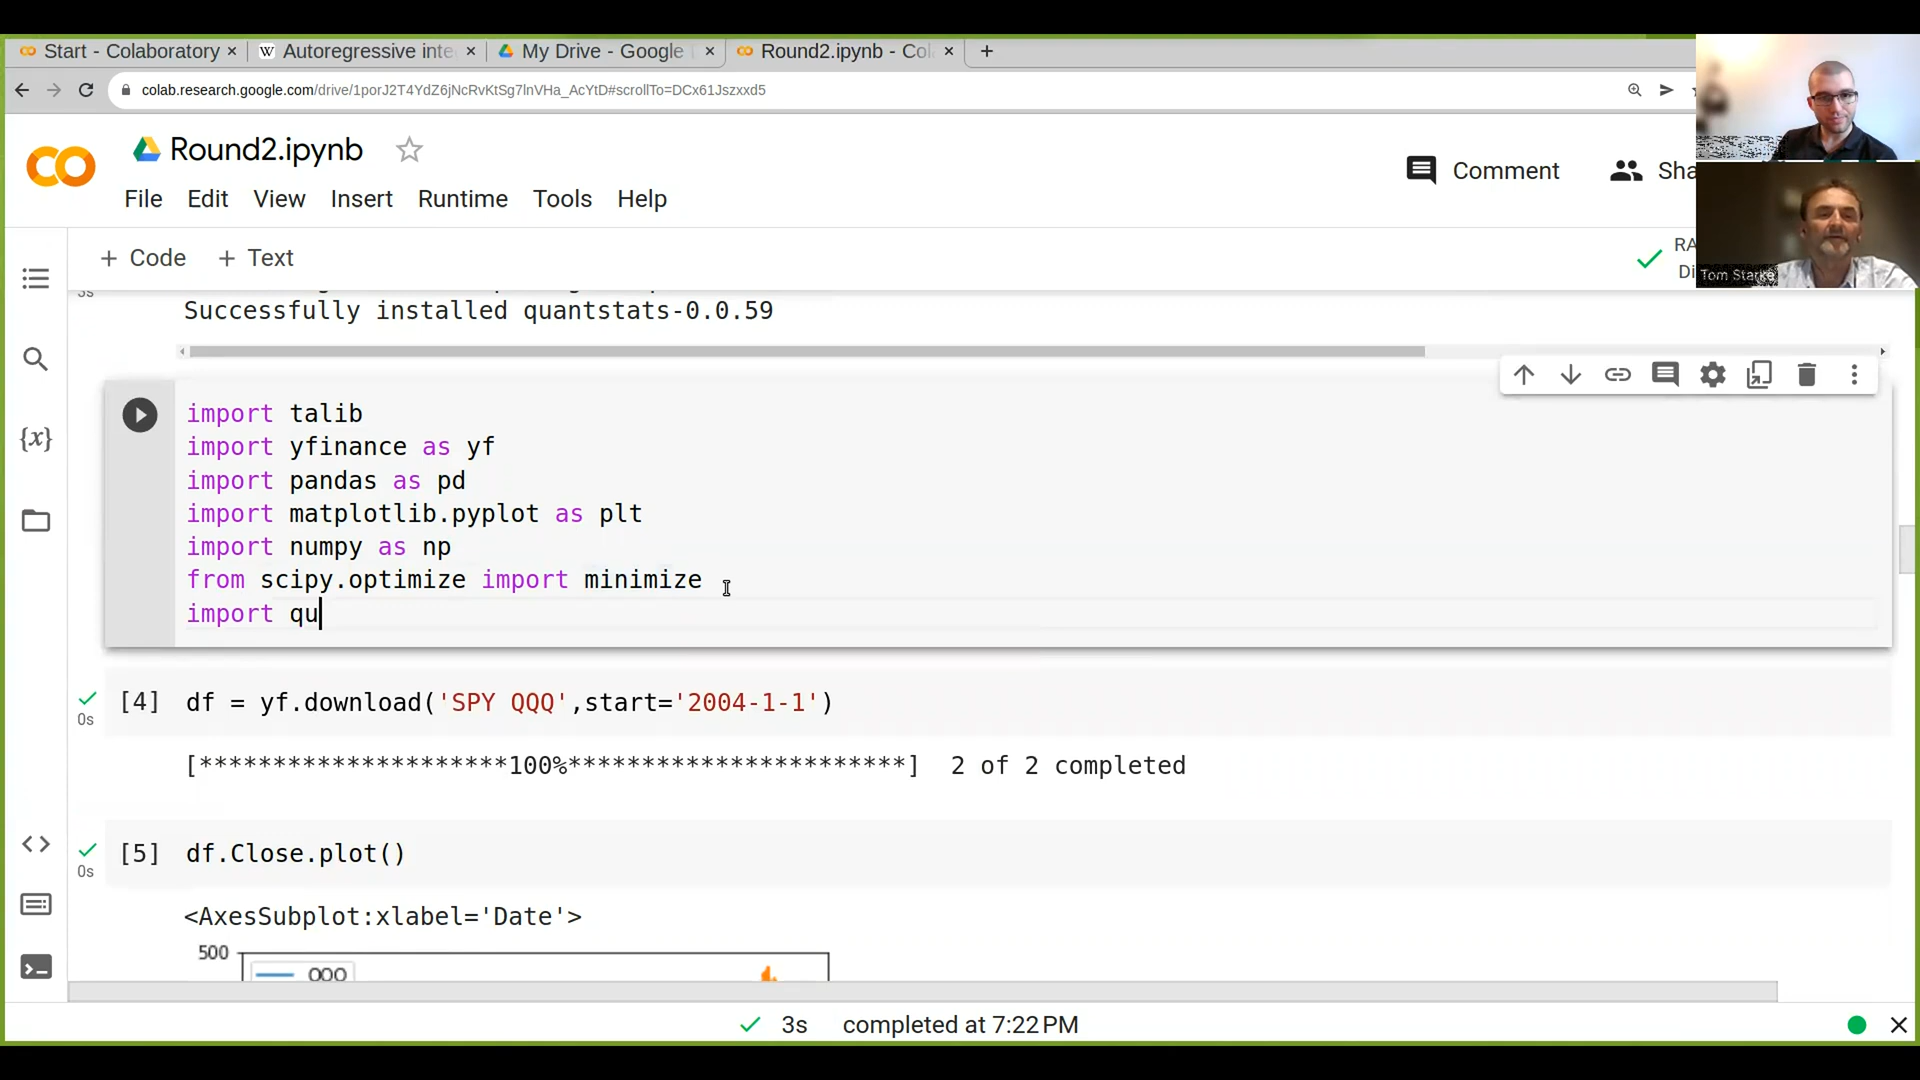 Start - Colaboratory
Autoregressive inte
My Drive - Google
Round2.ipynb - Col
colab.research.google.com/drive/1porJ2T4YdZ6jNcRvKtSg7lnVHa_AcYtD#scrollTo=DCx61Jszxxd5
Round2.ipynb
Comment
Sha
File Edit View Insert Runtime Tools Help
+ Code + Text
RA
Di
Tom Starke
3s
Successfully installed quantstats-0.0.59
import talib
import yfinance as yf
import pandas as pd
import matplotlib.pyplot as plt
import numpy as np
from scipy.optimize import minimize
import qu
{x}
[4] df = yf.download('SPY QQQ',start='2004-1-1')
0s
[*********************100%***********************] 2 of 2 completed
[5] df.Close.plot()
0s
<AxesSubplot:xlabel='Date'>
500
QQQ
3s completed at 7:22 PM